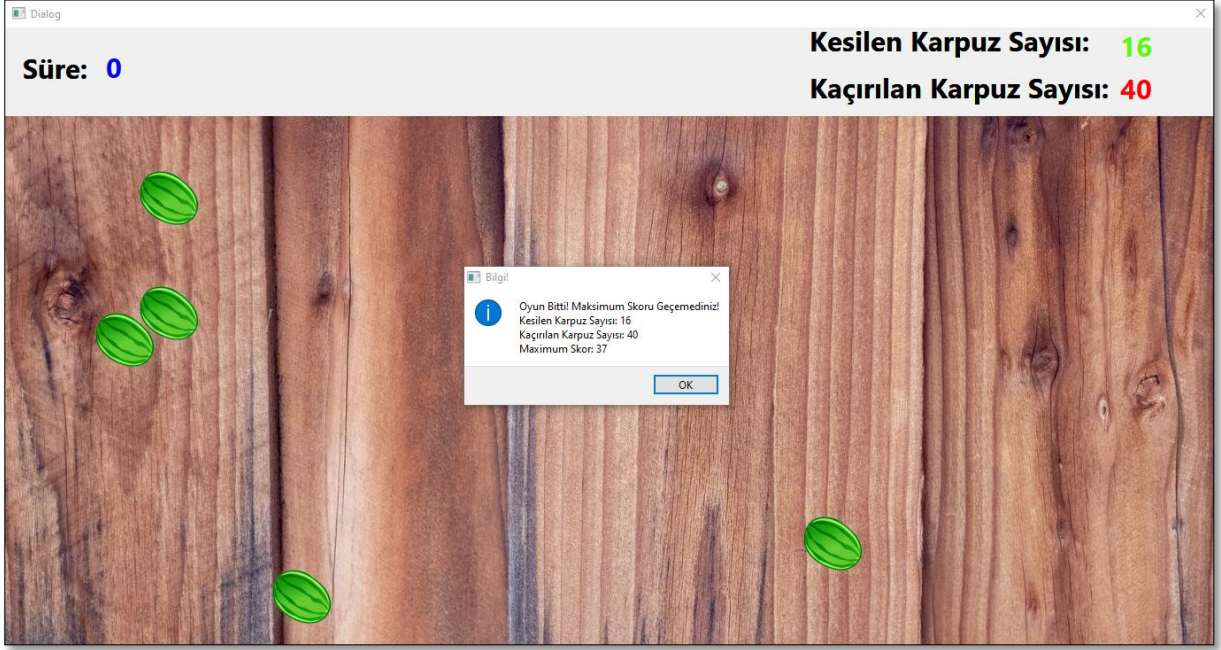 Dialog
Süre: 0
Kesilen Karpuz Sayısı: 16
Kaçırılan Karpuz Sayısı: 40
Bilgi!
Oyun Bitti! Maksimum Skoru Geçemediniz!
Kesilen Karpuz Sayısı: 16
Kaçırılan Karpuz Sayısı: 40
Maximum Skor: 37
OK